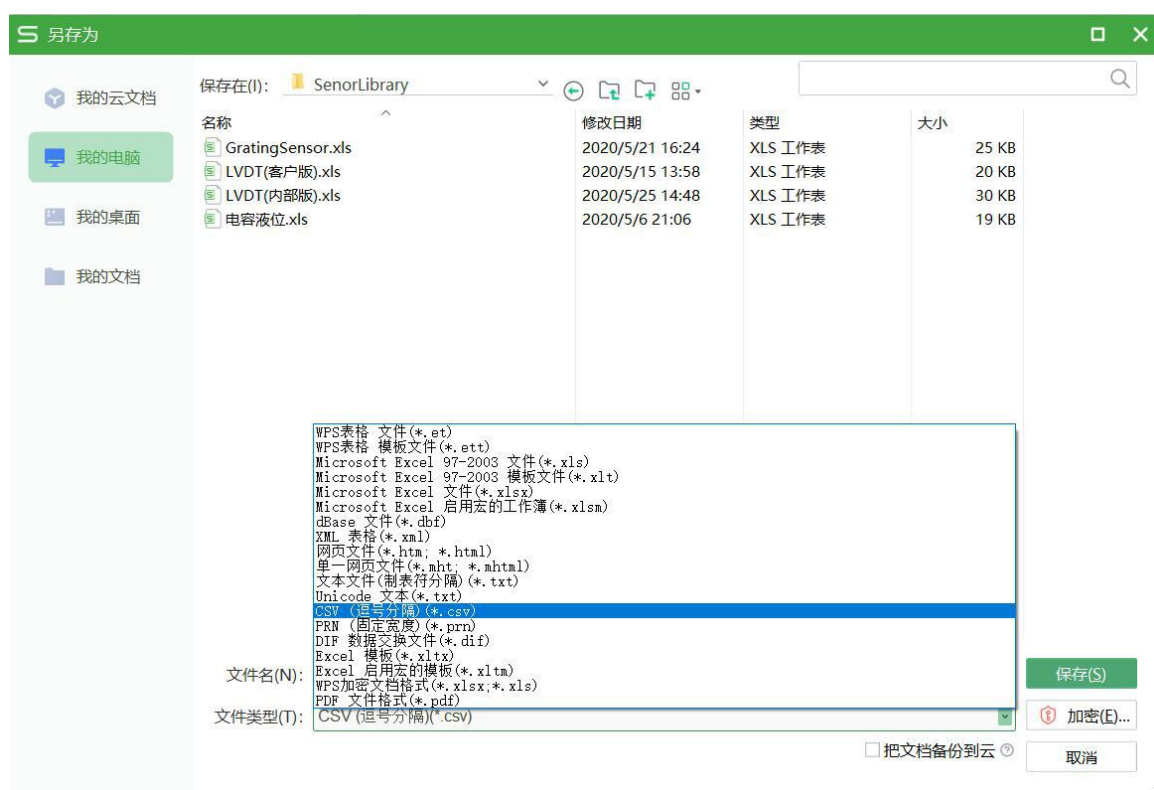 另存为
我的云文档
我的电脑
我的桌面
我的文档
保存在(I): SenorLibrary
名称 修改日期 类型 大小
GratingSensor.xls 2020/5/21 16:24 XLS 工作表 25 KB
LVDT(客户版).xls 2020/5/15 13:58 XLS 工作表 20 KB
LVDT(内部版).xls 2020/5/25 14:48 XLS 工作表 30 KB
电容液位.xls 2020/5/6 21:06 XLS 工作表 19 KB
WPS表格 文件(*.et)
WPS表格 模板文件(*.ett)
Microsoft Excel 97-2003 文件(*.xls)
Microsoft Excel 97-2003 模板文件(*.xlt)
Microsoft Excel 文件(*.xlsx)
Microsoft Excel 启用宏的工作簿(*.xlsm)
dBase 文件(*.dbf)
XML 表格(*.xml)
网页文件(*.htm; *.html)
单一网页文件(*.mht; *.mhtml)
文本文件(制表符分隔)(*.txt)
Unicode 文本(*.txt)
CSV (逗号分隔)(*.csv)
PRN (固定宽度)(*.prn)
DIF 数据交换文件(*.dif)
Excel 模板(*.xltx)
Excel 启用宏的模板(*.xltm)
WPS加密文档格式(*.xlsx;*.xls)
PDF 文件格式(*.pdf)
文件名(N): 保存(S)
文件类型(T): CSV (逗号分隔)(*.csv) 加密(E)...
把文档备份到云 取消